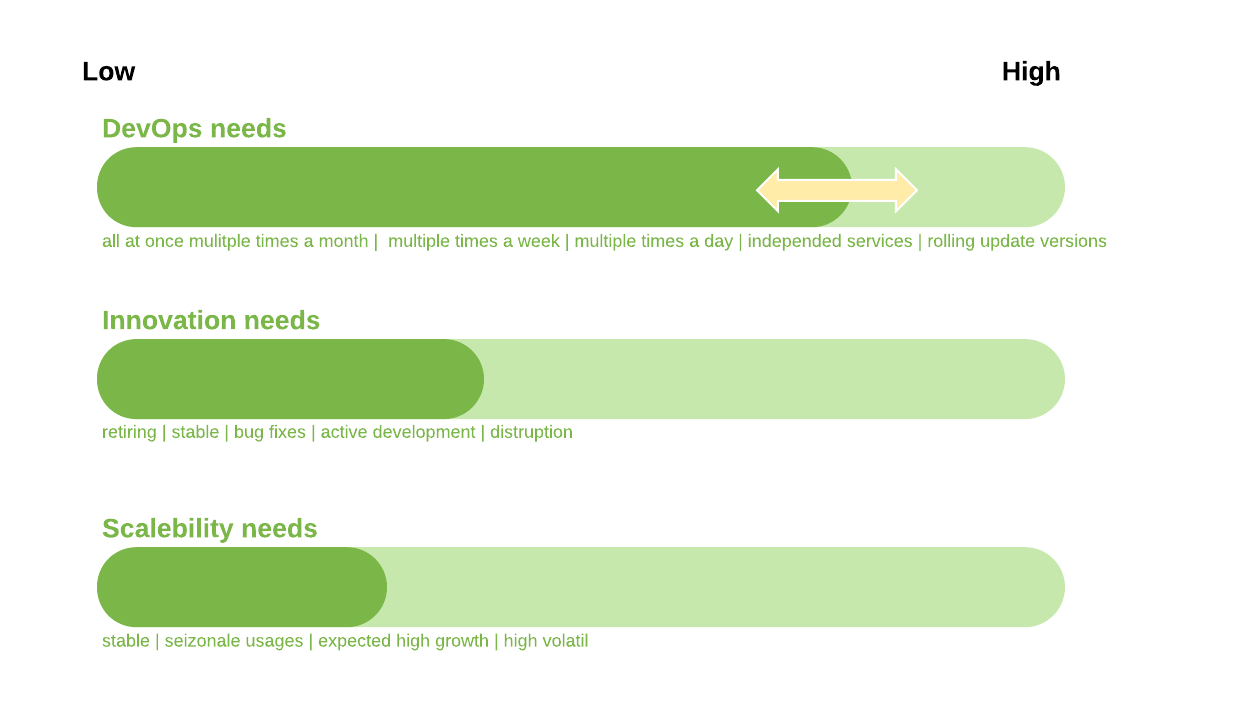 Low
High
DevOps needs
all at once mulitple times a month |  multiple times a week | multiple times a day | independed services | rolling update versions
Innovation needs
retiring | stable | bug fixes | active development | distruption
Scalebility needs
stable | seizonale usages | expected high growth | high volatil